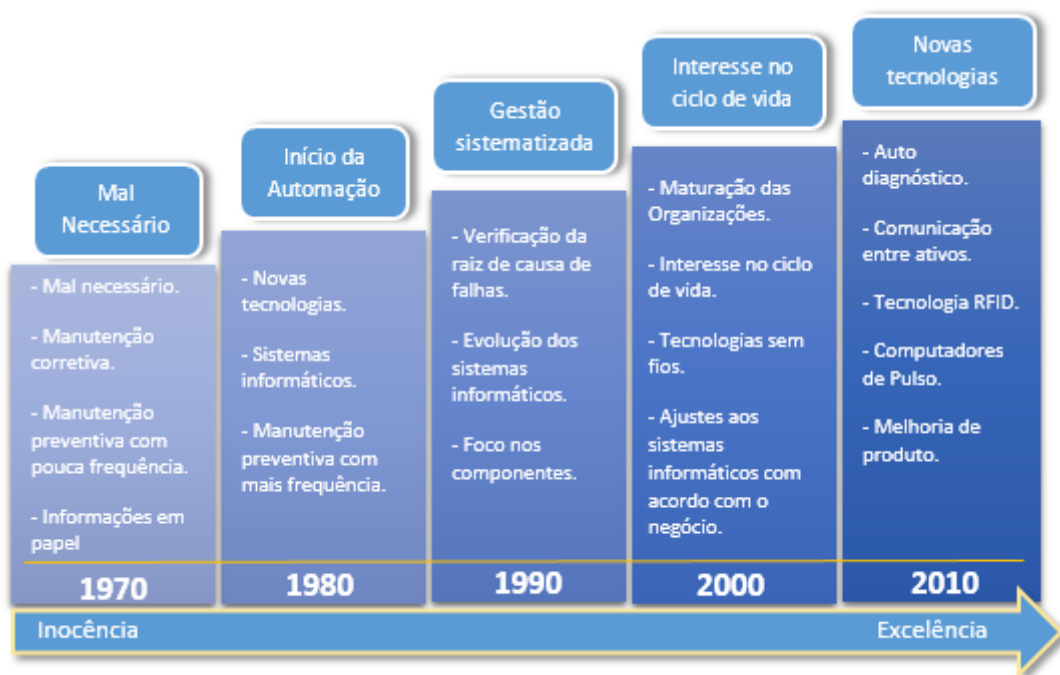 Mal
Necessário
- Mal necessário.
- Manutenção
corretiva.
- Manutenção
preventiva com
pouca frequência.
- Informações em
papel
1970
Início da
Automação
- Novas
tecnologias.
- Sistemas
informáticos.
- Manutenção
preventiva com
mais frequência.
1980
Gestão
sistematizada
- Verificação da
raiz de causa de
falhas.
- Evolução dos
sistemas
informáticos.
- Foco nos
componentes.
1990
Interesse no
ciclo de vida
- Maturação das
Organizações.
- Interesse no ciclo
de vida.
- Tecnologias sem
fios.
- Ajustes aos
sistemas
informáticos com
acordo com o
negócio.
2000
Novas
tecnologias
- Auto
diagnóstico.
- Comunicação
entre ativos.
- Tecnologia RFID.
- Computadores
de Pulso.
- Melhoria de
produto.
2010
Inocência
Excelência